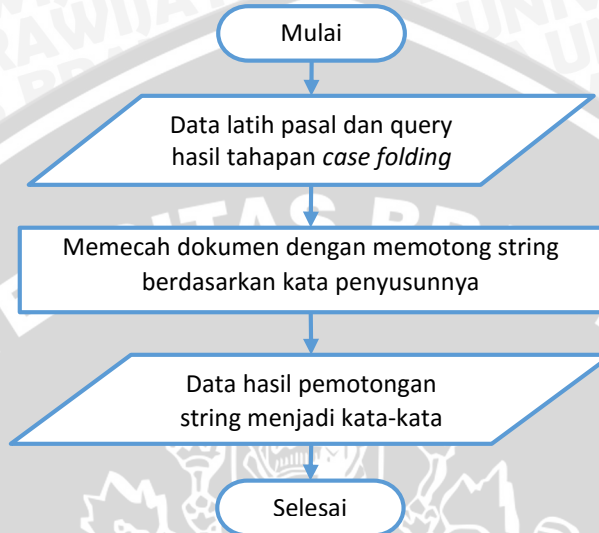 Mulai
Data latih pasal dan query
hasil tahapan case folding
Memecah dokumen dengan memotong string
berdasarkan kata penyusunnya
Data hasil pemotongan
string menjadi kata-kata
Selesai